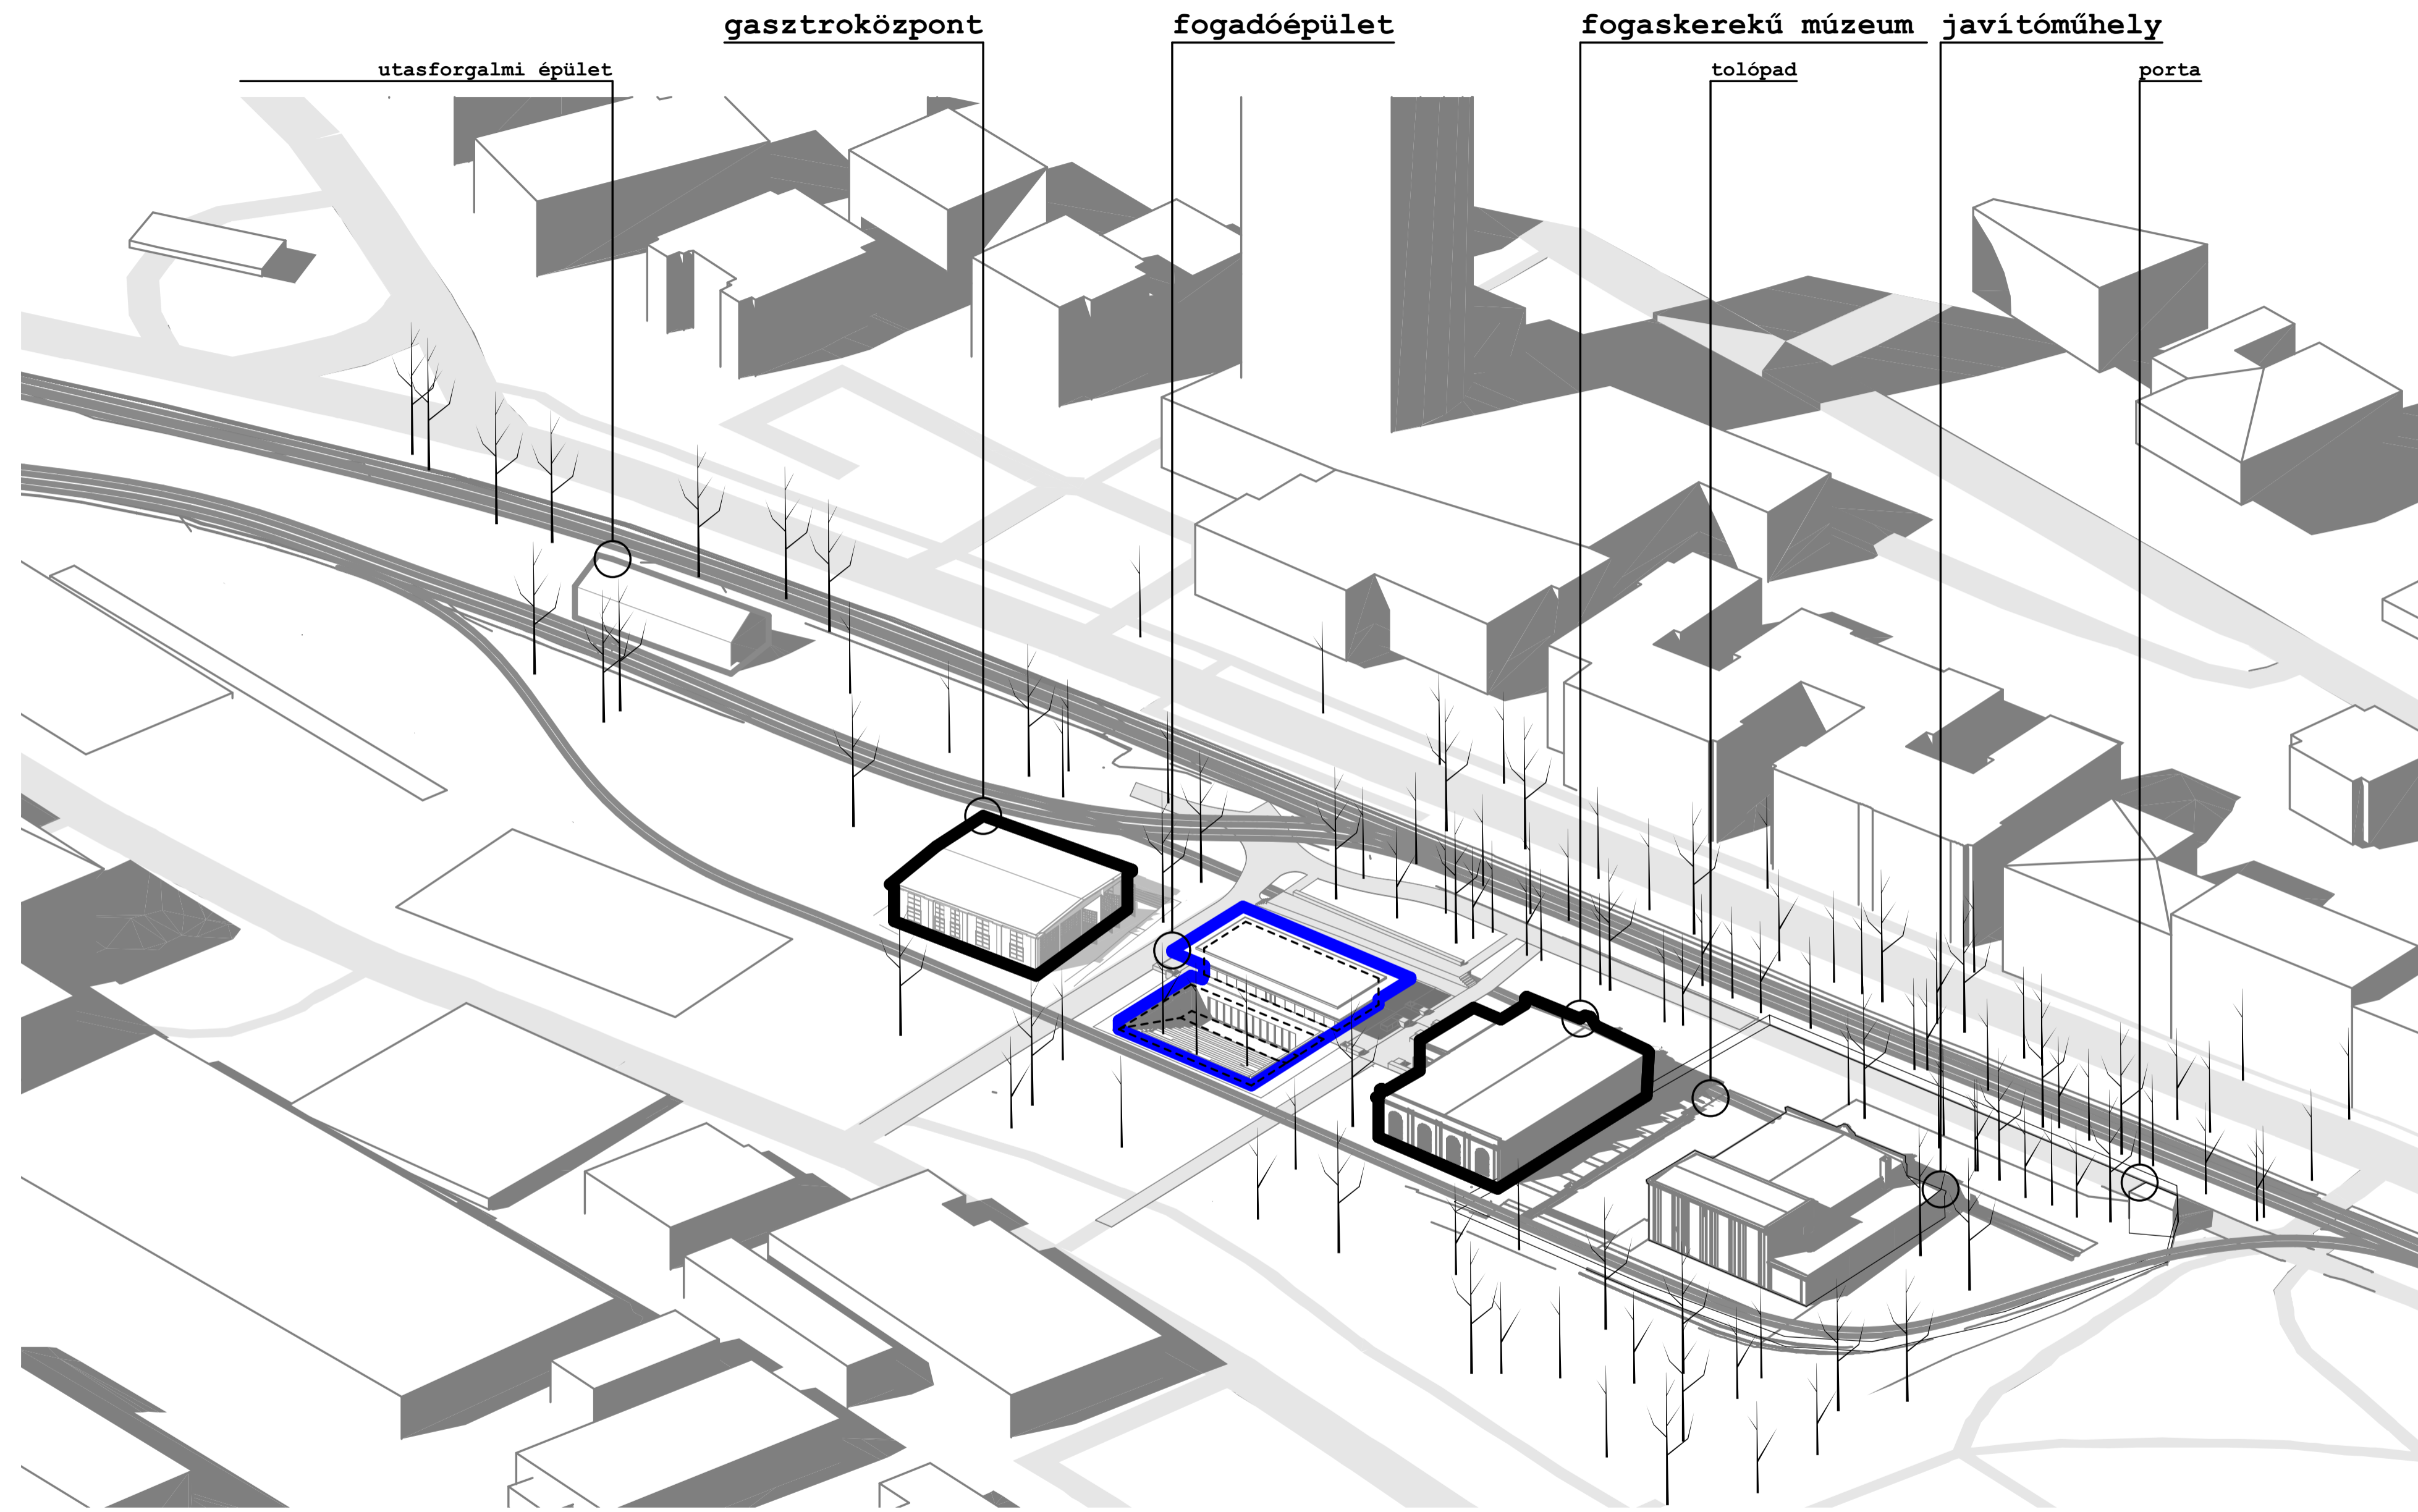 gasztroközpont
fogadóépület
fogaskerekű múzeum
javítóműhely
utasforgalmi épület
tolópad
porta